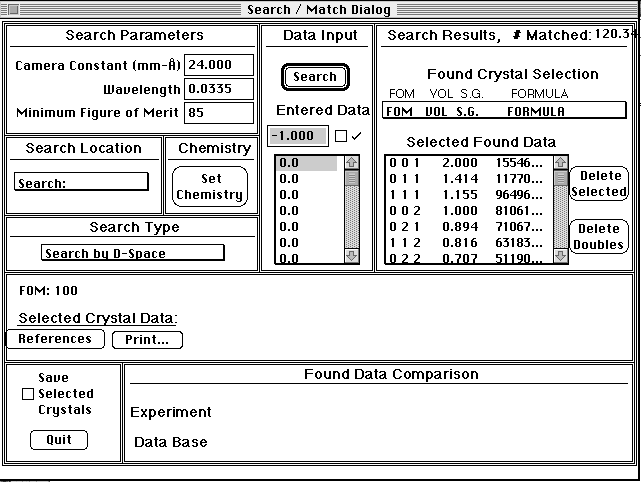 Search / Match Dialog
Search Parameters
Camera Constant (mm-Å) 24.000
Wavelength 0.0335
Minimum Figure of Merit 85
Search Location
Search:
Chemistry
Set
Chemistry
Search Type
Search by D-Space
Data Input
Search
Entered Data
-1.000
0.0
0.0
0.0
0.0
0.0
0.0
0.0
Search Results, # Matched: 120.34
Found Crystal Selection
FOM VOL S.G. FORMULA
FOM VOL S.G. FORMULA
Selected Found Data
0 0 1 2.000 15546...
0 1 1 1.414 11770...
1 1 1 1.155 96496...
0 0 2 1.000 81061...
0 2 1 0.894 71067...
1 1 2 0.816 63183...
0 2 2 0.707 51190...
Delete
Selected
Delete
Doubles
FOM: 100
Selected Crystal Data:
References Print...
Save
Selected
Crystals
Quit
Found Data Comparison
Experiment
Data Base